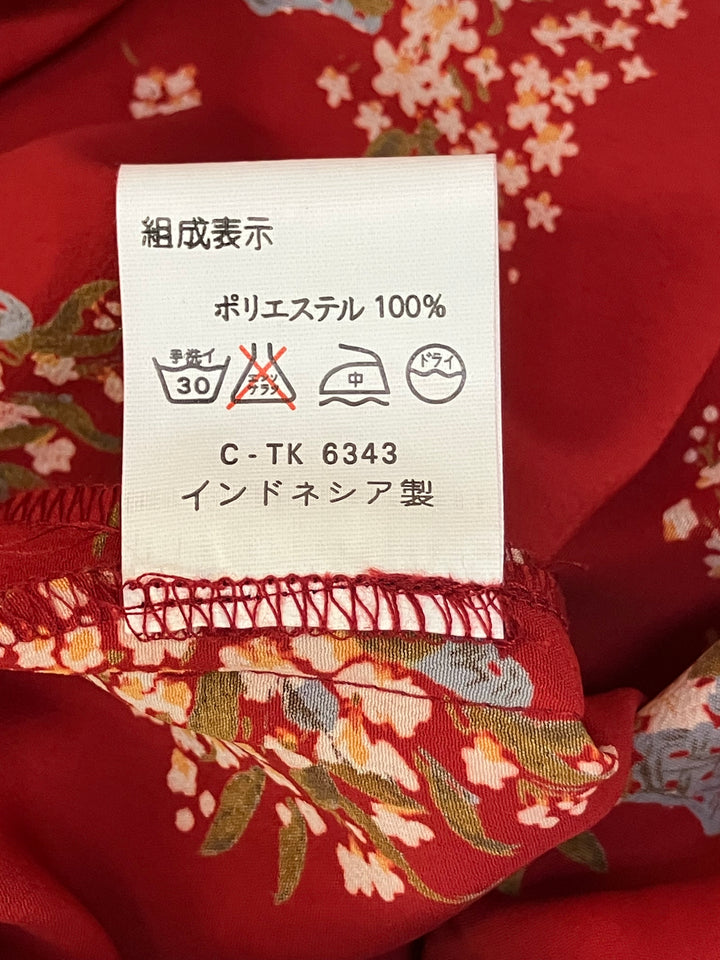 組成表示
ポリエステル 100%
手洗イ 30 エンソ サラシ 中 ドライ
C-TK 6343
インドネシア製